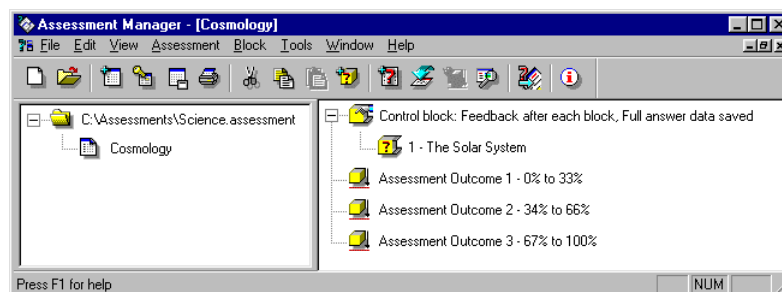 Assessment Manager - [Cosmology]
File Edit View Assessment Block Tools Window Help
C:\Assessments\Science.assessment
Cosmology
Control block: Feedback after each block, Full answer data saved
1 - The Solar System
Assessment Outcome 1 - 0% to 33%
Assessment Outcome 2 - 34% to 66%
Assessment Outcome 3 - 67% to 100%
Press F1 for help
NUM